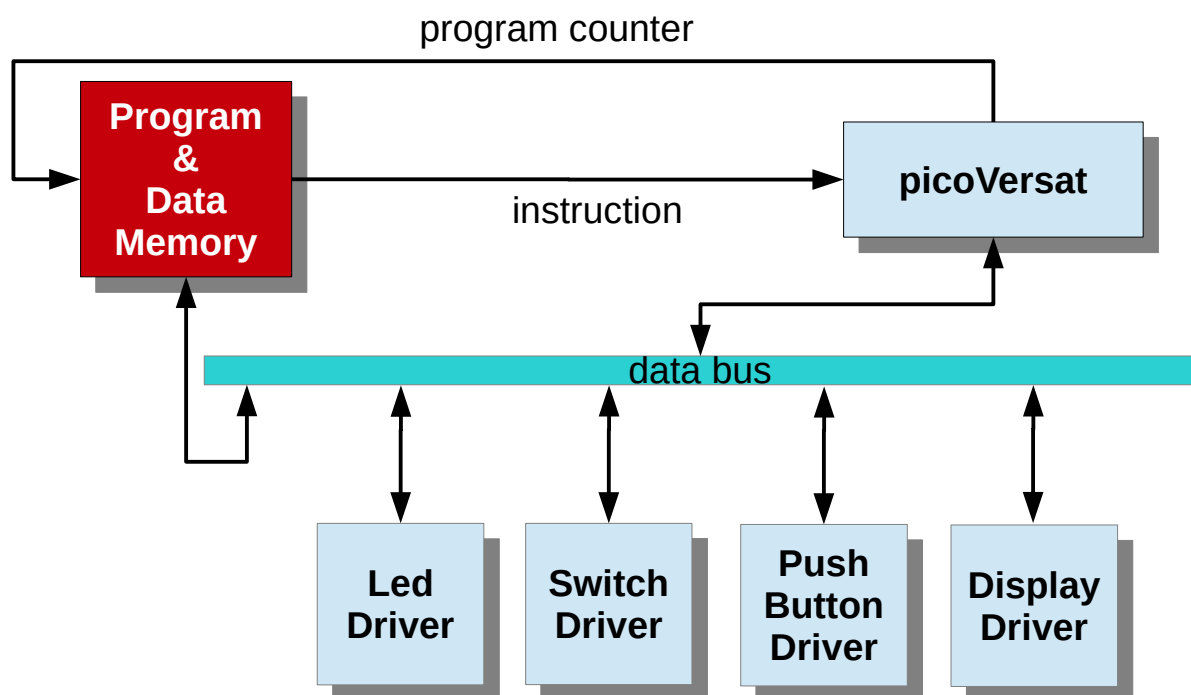 program counter
Program
&
Data
Memory
picoVersat
instruction
data bus
Led
Driver
Switch
Driver
Push
Button
Driver
Display
Driver